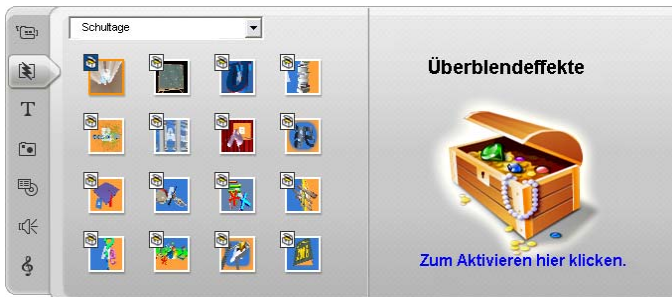 Schultage
Überblendeffekte
T
Zum Aktivieren hier klicken.